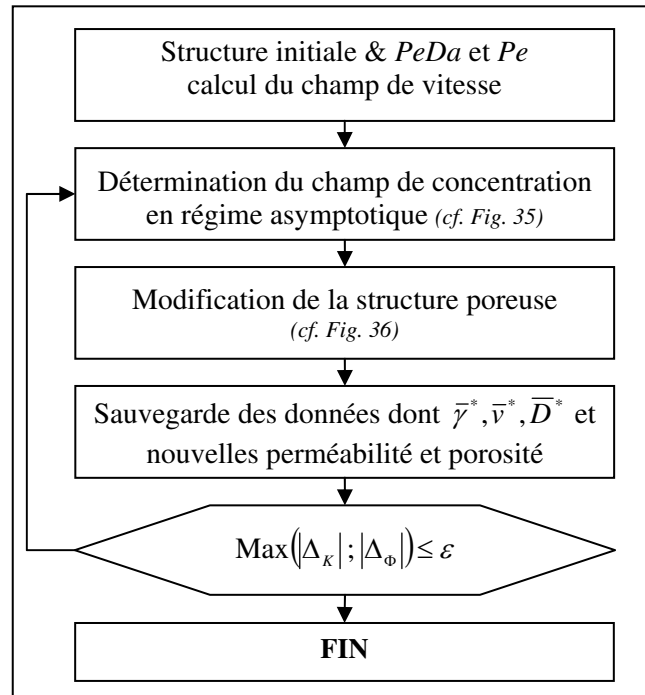 Structure initiale & PeDa et Pe
calcul du champ de vitesse
Détermination du champ de concentration
en régime asymptotique (cf. Fig. 35)
Modification de la structure poreuse
(cf. Fig. 36)
Sauvegarde des données dont γ̄*, v̄*, D̄* et
nouvelles perméabilité et porosité
Max(|Δ_K|;|Δ_Φ|) ≤ ε
FIN